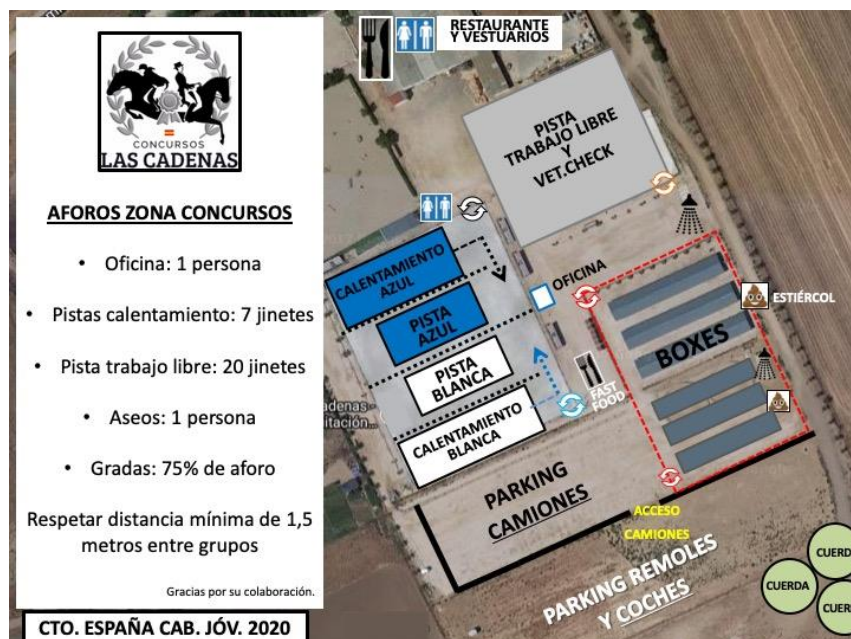 CONCURSOS
LAS CADENAS
AFOROS ZONA CONCURSOS
• Oficina: 1 persona
• Pistas calentamiento: 7 jinetes
• Pista trabajo libre: 20 jinetes
• Aseos: 1 persona
• Gradas: 75% de aforo
Respetar distancia mínima de 1,5
metros entre grupos
Gracias por su colaboración.
CTO. ESPAÑA CAB. JÓV. 2020
RESTAURANTE
Y VESTUARIOS
PISTA
TRABAJO LIBRE
Y
VET.CHECK
CALENTAMIENTO
AZUL
PISTA
AZUL
PISTA
BLANCA
CALENTAMIENTO
BLANCA
OFICINA
ESTIÉRCOL
BOXES
FAST
FOOD
PARKING
CAMIONES
ACCESO
CAMIONES
PARKING REMOLES
Y COCHES
CUERD
CUERDA
CUER